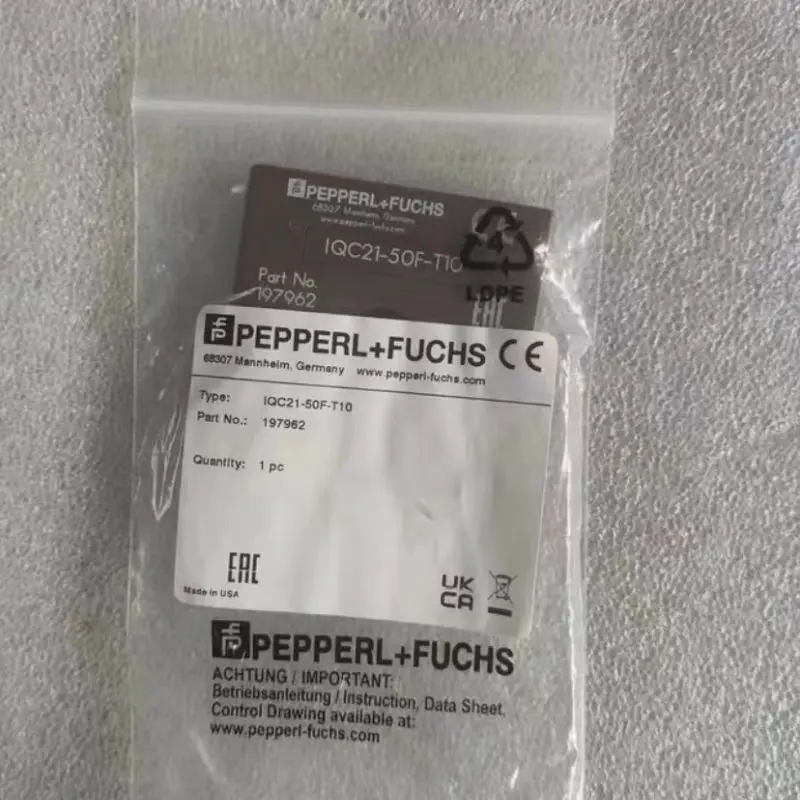 PEPPERL+FUCHS
68307 Mannheim, Germany
www.pepperl-fuchs.com
IQC21-50F-T10
Part No.
197962
4
LDPE
EAC
PEPPERL+FUCHS CE
68307 Mannheim, Germany www.pepperl-fuchs.com
Type: IQC21-50F-T10
Part No.: 197962
Quantity: 1 pc
EAC
UK
CA
Made in USA
PEPPERL+FUCHS
ACHTUNG / IMPORTANT:
Betriebsanleitung / Instruction, Data Sheet,
Control Drawing available at:
www.pepperl-fuchs.com